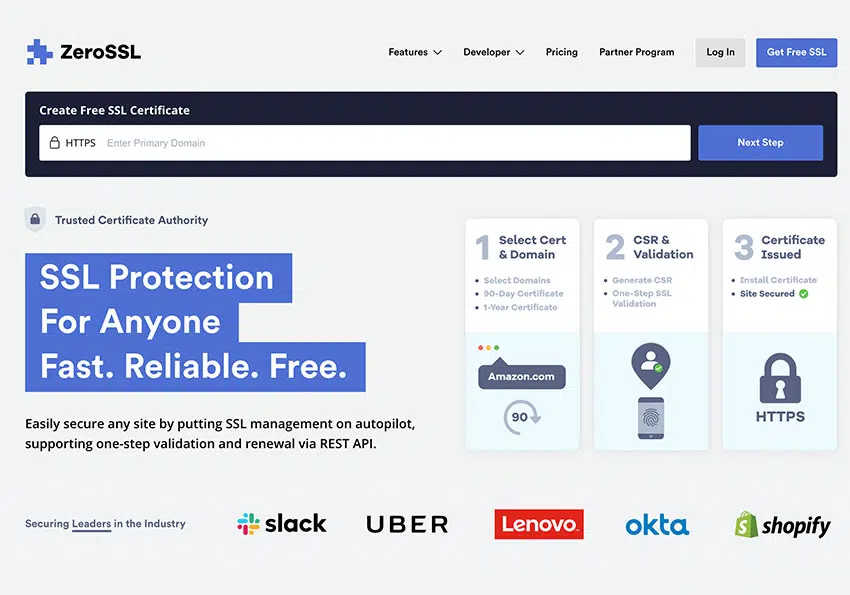 ZeroSSL
Features
Developer
Pricing
Partner Program
Log In
Get Free SSL
Create Free SSL Certificate
HTTPS
Enter Primary Domain
Next Step
Trusted Certificate Authority
SSL Protection
For Anyone
Fast. Reliable. Free.
Easily secure any site by putting SSL management on autopilot,
supporting one-step validation and renewal via REST API.
1 Select Cert
& Domain
Select Domains
90-Day Certificate
1-Year Certificate
Amazon.com
90
2 CSR &
Validation
Generate CSR
One-Step SSL
Validation
3 Certificate
Issued
Install Certificate
Site Secured
HTTPS
Securing Leaders in the Industry
slack
UBER
Lenovo
okta
shopify